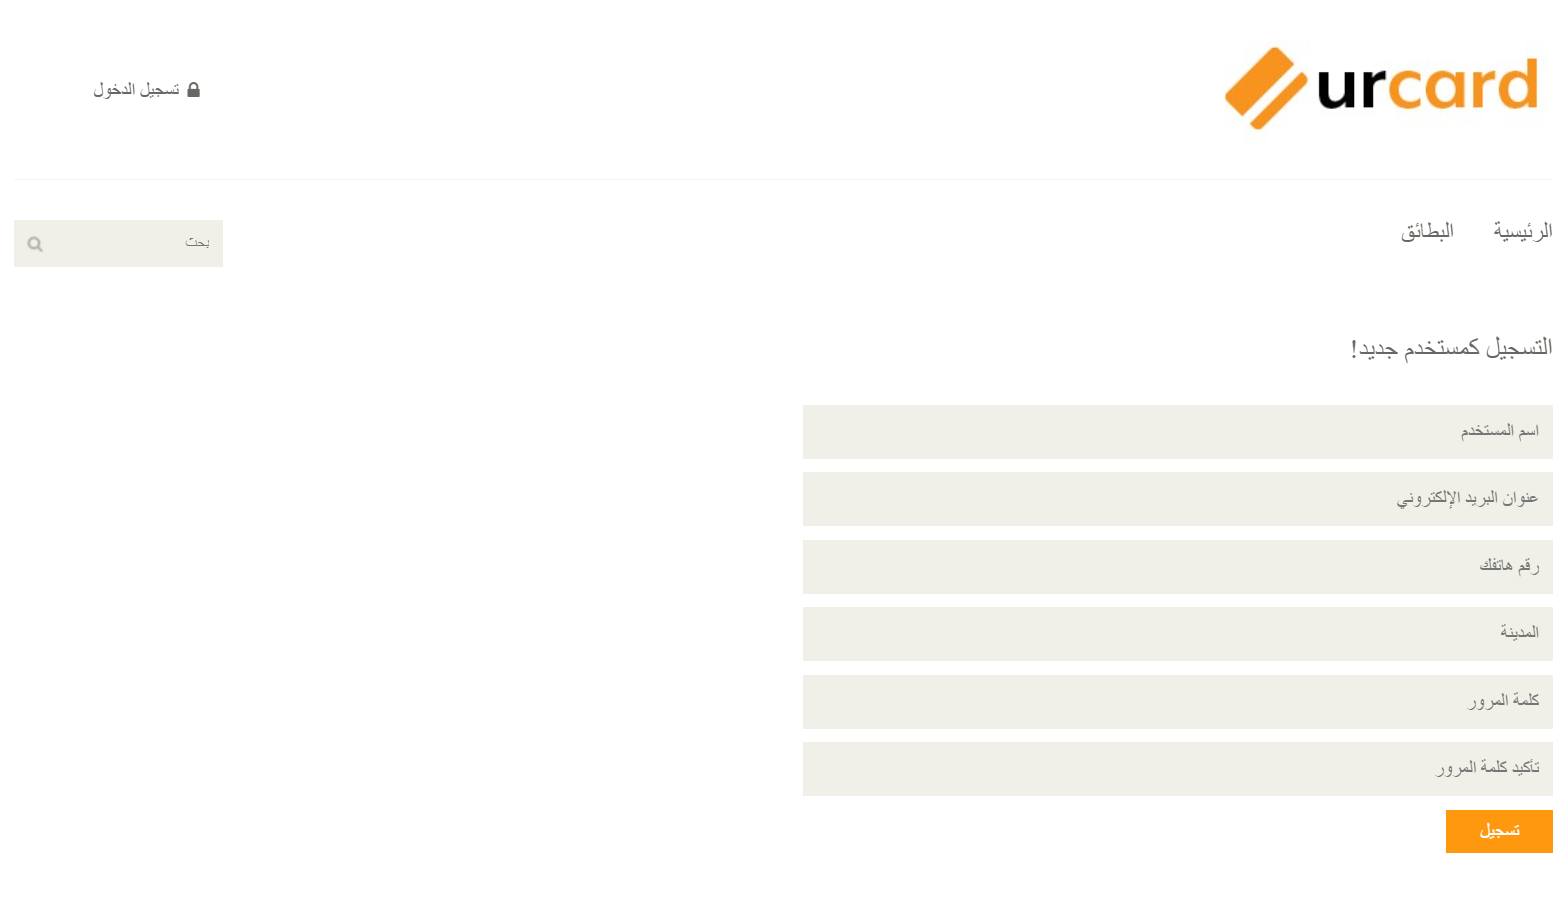 urcard
تسجيل الدخول
الرئيسية
البطائق
بحث
التسجيل كمستخدم جديد!
اسم المستخدم
عنوان البريد الإلكتروني
رقم هاتفك
المدينة
كلمة المرور
تأكيد كلمة المرور
تسجيل